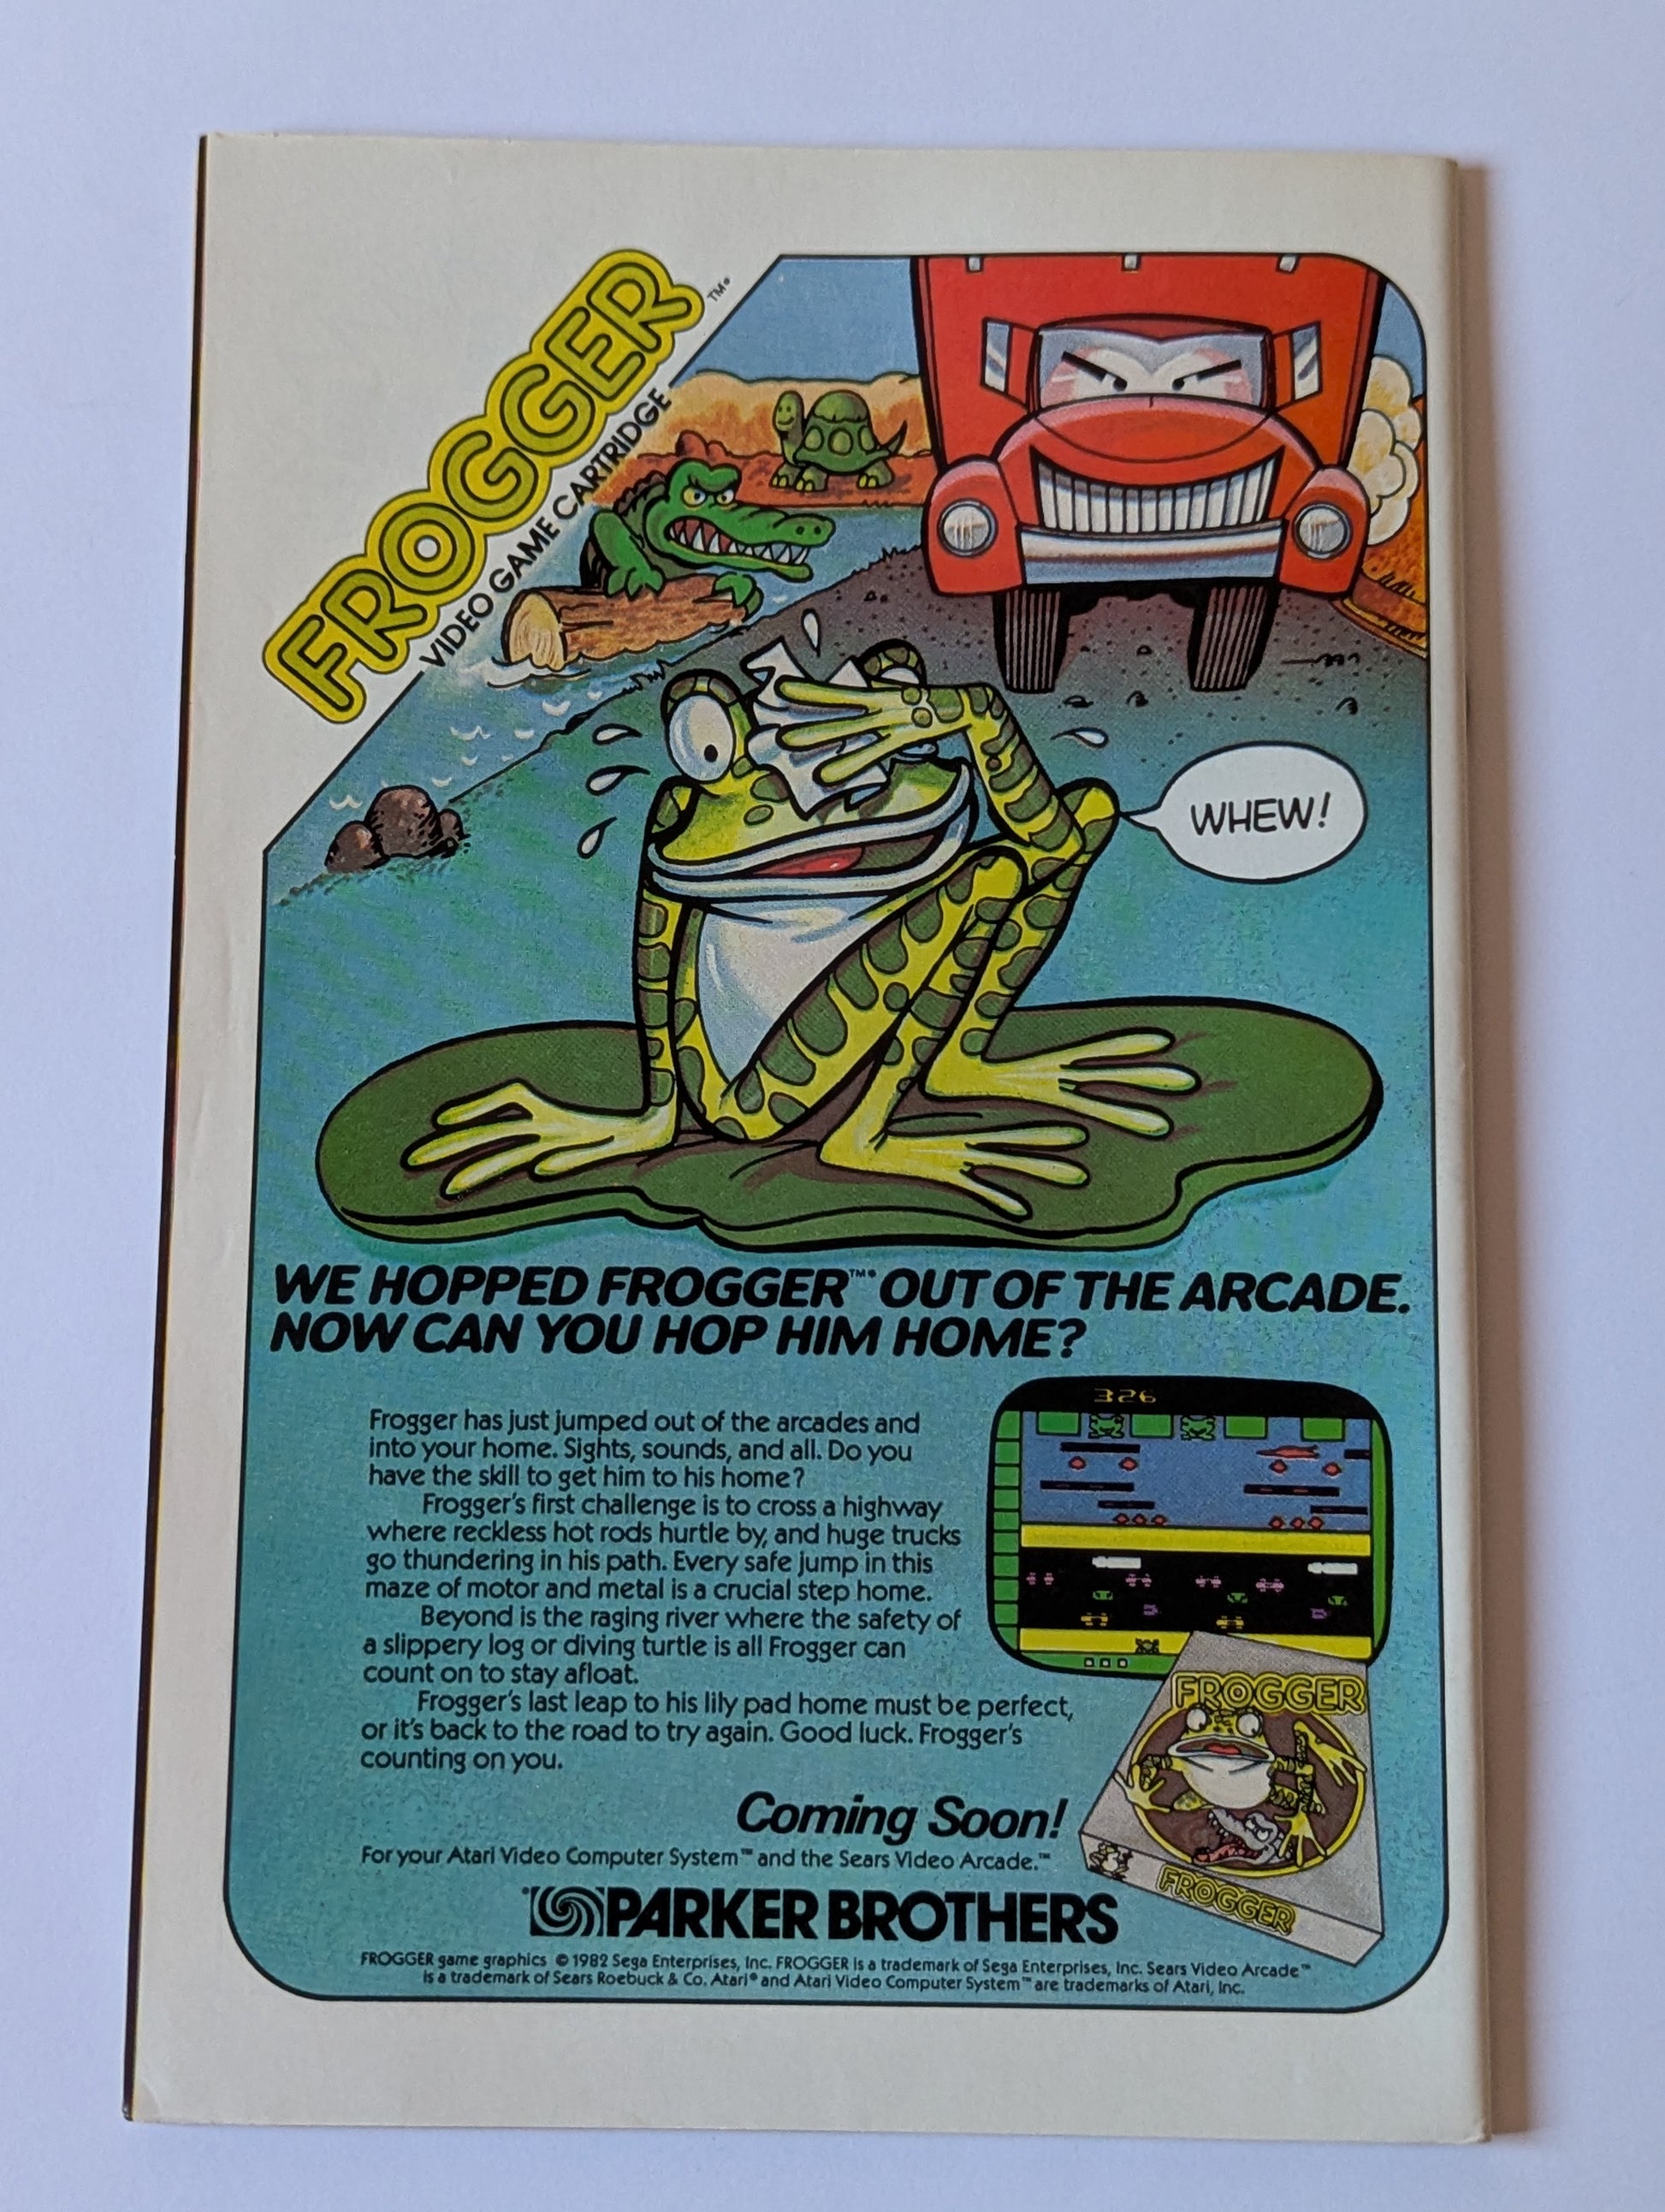 FROGGER™•
VIDEO GAME CARTRIDGE
WHEW!
WE HOPPED FROGGER™• OUT OF THE ARCADE.
NOW CAN YOU HOP HIM HOME?
326
Frogger has just jumped out of the arcades and
into your home. Sights, sounds, and all. Do you
have the skill to get him to his home?
Frogger's first challenge is to cross a highway
where reckless hot rods hurtle by, and huge trucks
go thundering in his path. Every safe jump in this
maze of motor and metal is a crucial step home.
Beyond is the raging river where the safety of
a slippery log or diving turtle is all Frogger can
count on to stay afloat.
Frogger's last leap to his lily pad home must be perfect,
or it's back to the road to try again. Good luck. Frogger's
counting on you.
FROGGER
FROGGER
Coming Soon!
For your Atari Video Computer System™ and the Sears Video Arcade.™
PARKER BROTHERS
FROGGER game graphics © 1982 Sega Enterprises, Inc. FROGGER is a trademark of Sega Enterprises, Inc. Sears Video Arcade™
is a trademark of Sears Roebuck & Co. Atari® and Atari Video Computer System™ are trademarks of Atari, Inc.